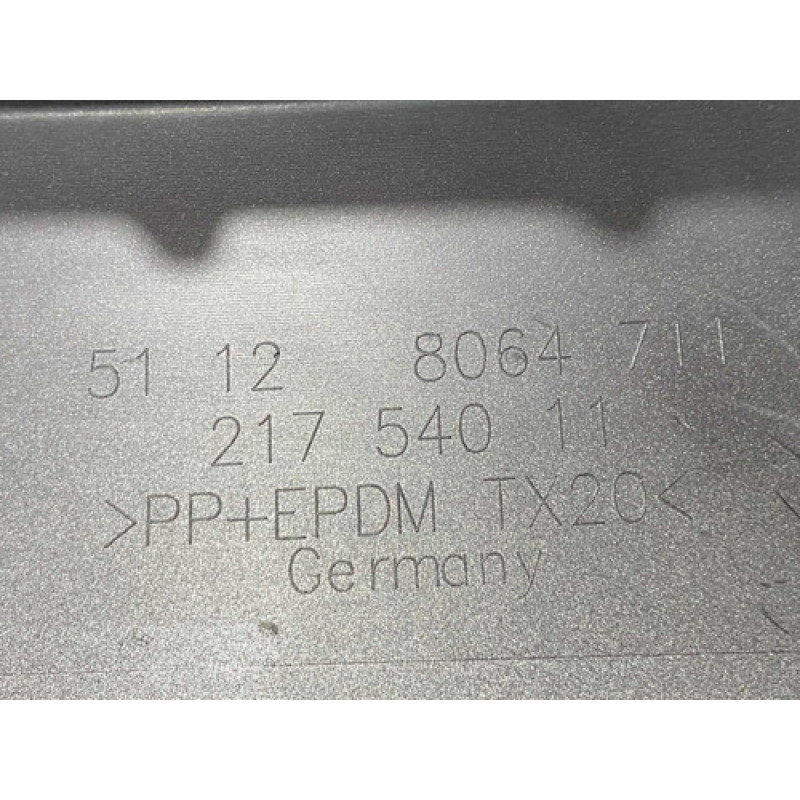 51 12 8064 711
217 540 11
>PP+EPDM TX20<
Germany